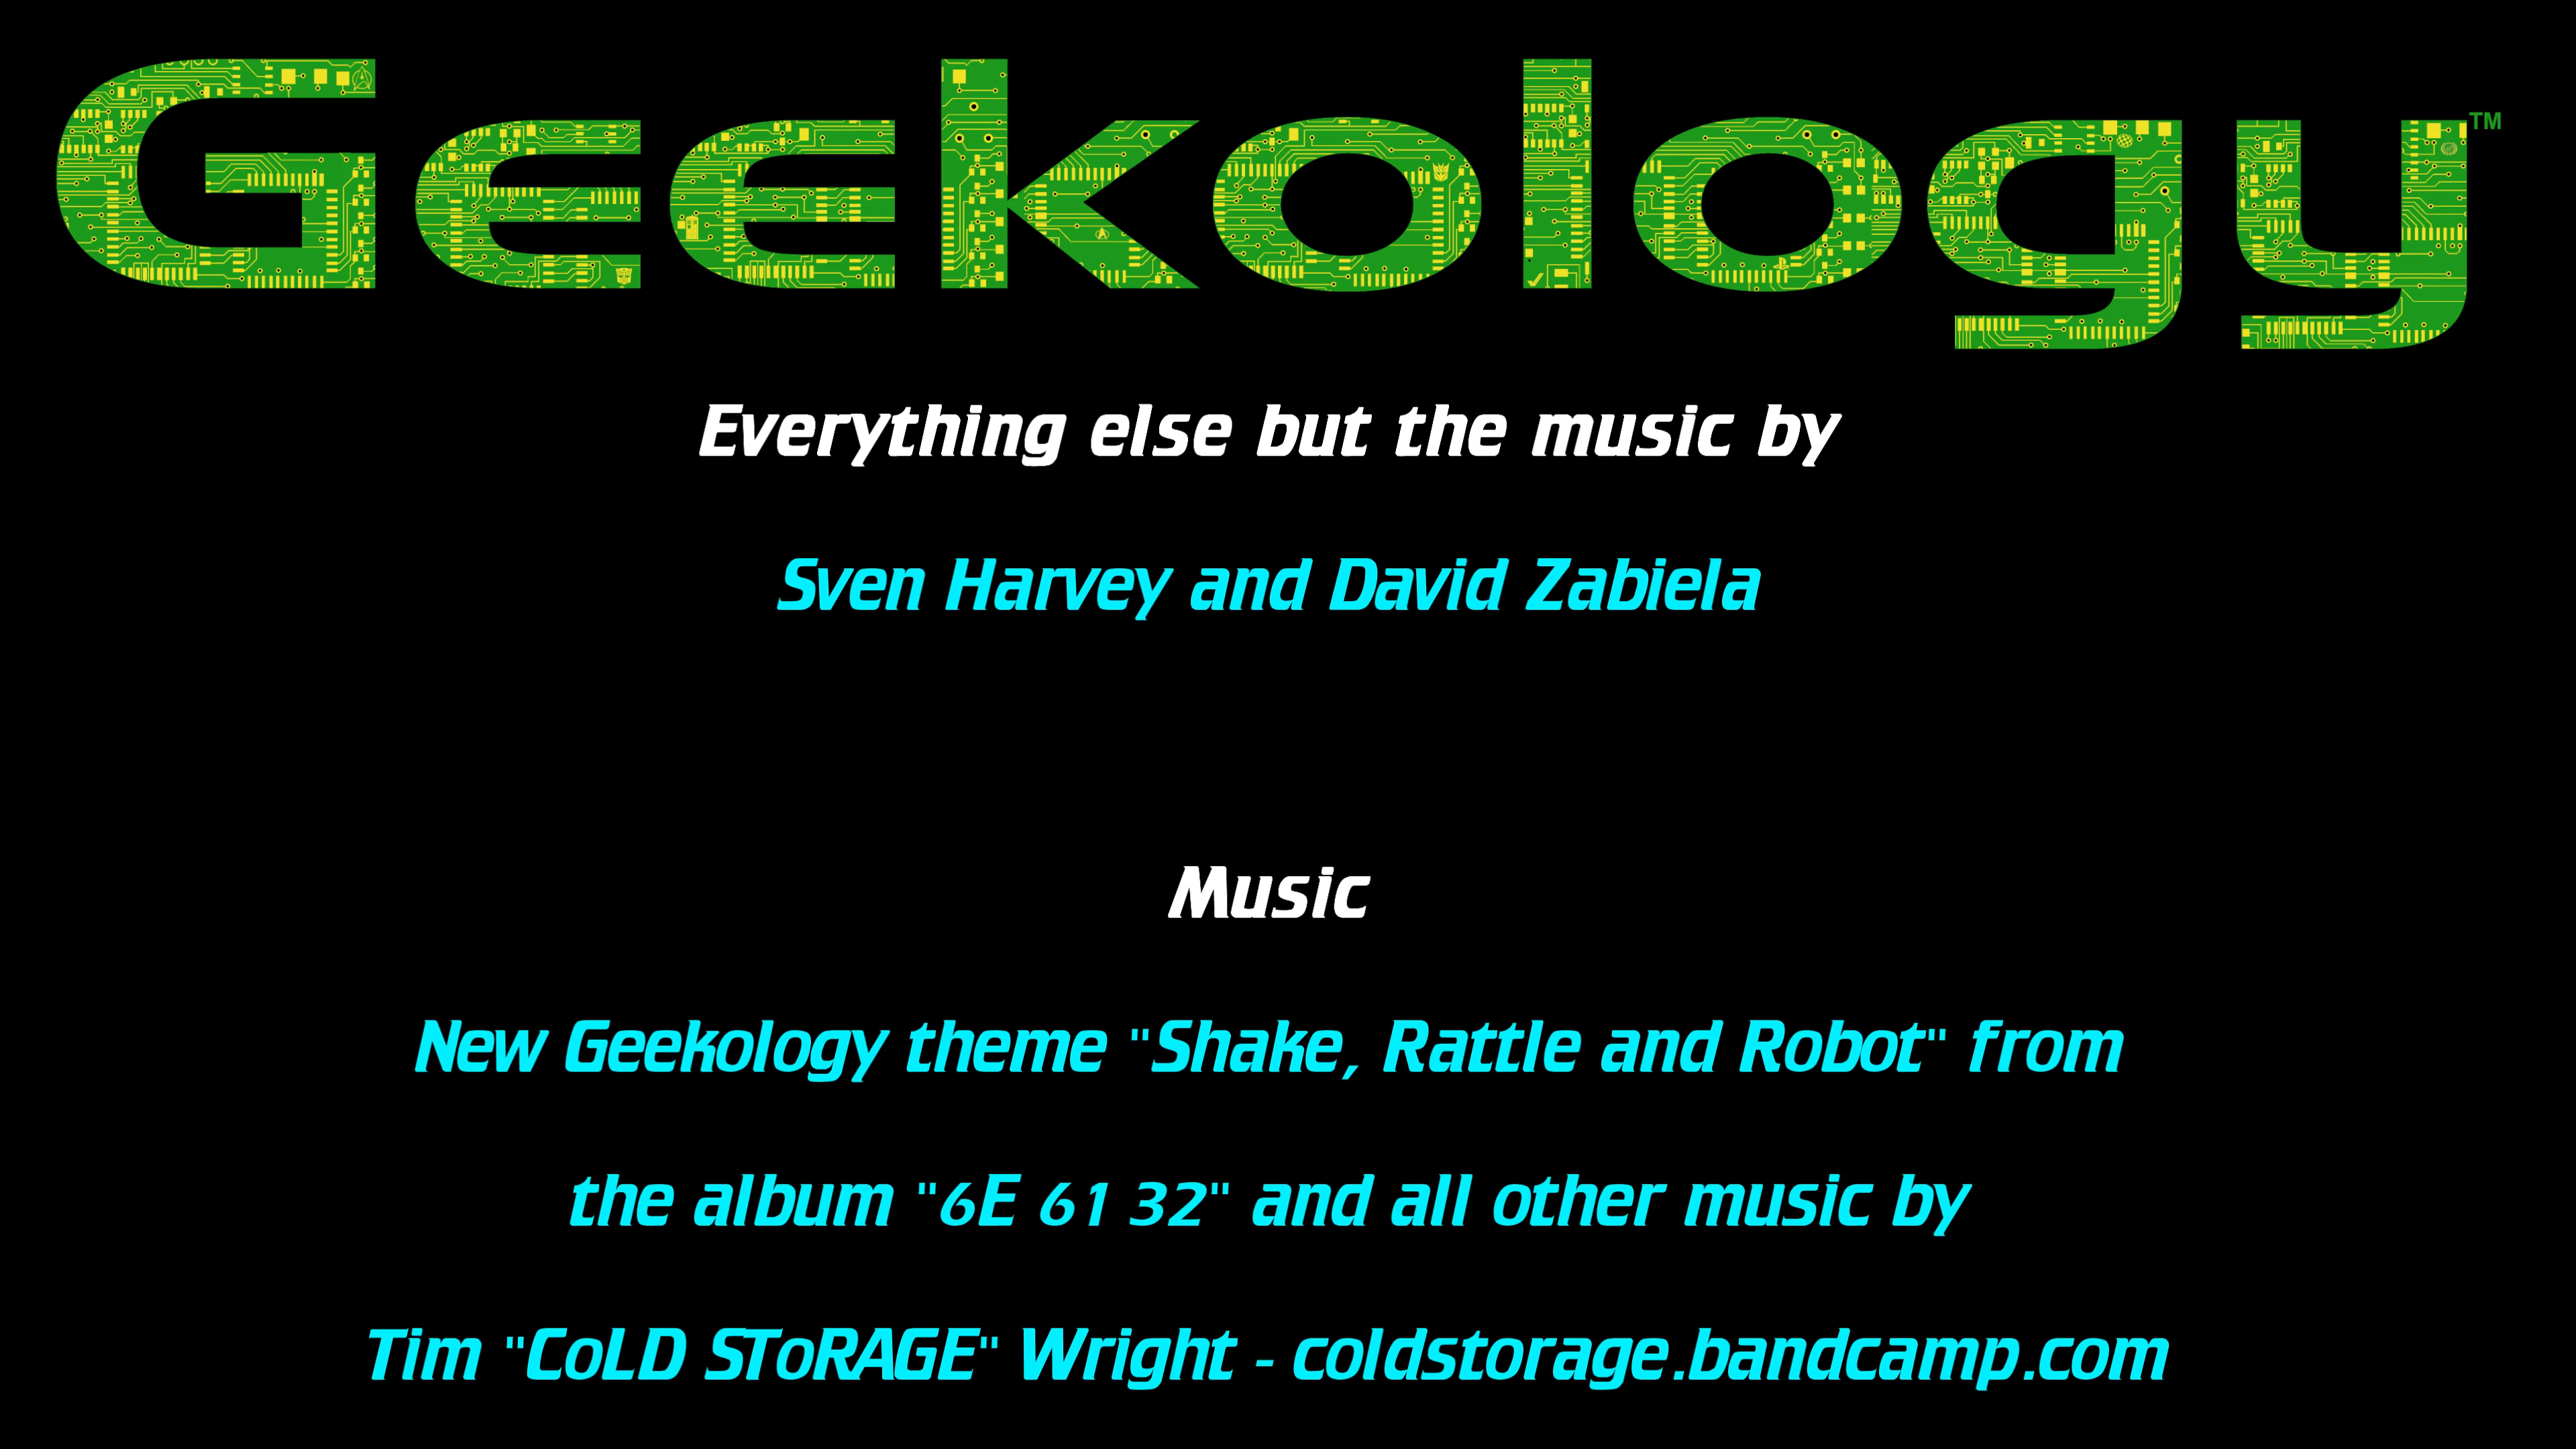 Geekology™
Everything else but the music by
Sven Harvey and David Zabiela
Music
New Geekology theme "Shake, Rattle and Robot" from
the album "6E 61 32" and all other music by
Tim "CoLD SToRAGE" Wright - coldstorage.bandcamp.com